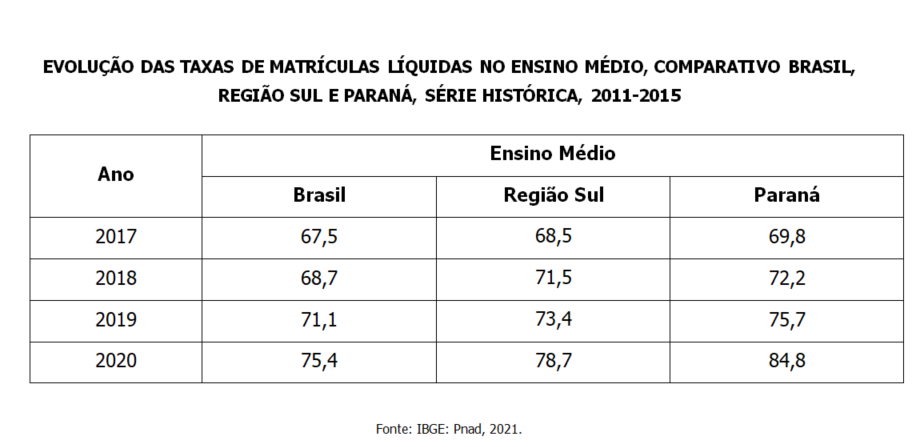 EVOLUÇÃO DAS TAXAS DE MATRÍCULAS LÍQUIDAS NO ENSINO MÉDIO, COMPARATIVO BRASIL,
REGIÃO SUL E PARANÁ, SÉRIE HISTÓRICA, 2011-2015
Ano Ensino Médio
Brasil Região Sul Paraná
2017 67,5 68,5 69,8
2018 68,7 71,5 72,2
2019 71,1 73,4 75,7
2020 75,4 78,7 84,8
Fonte: IBGE: Pnad, 2021.